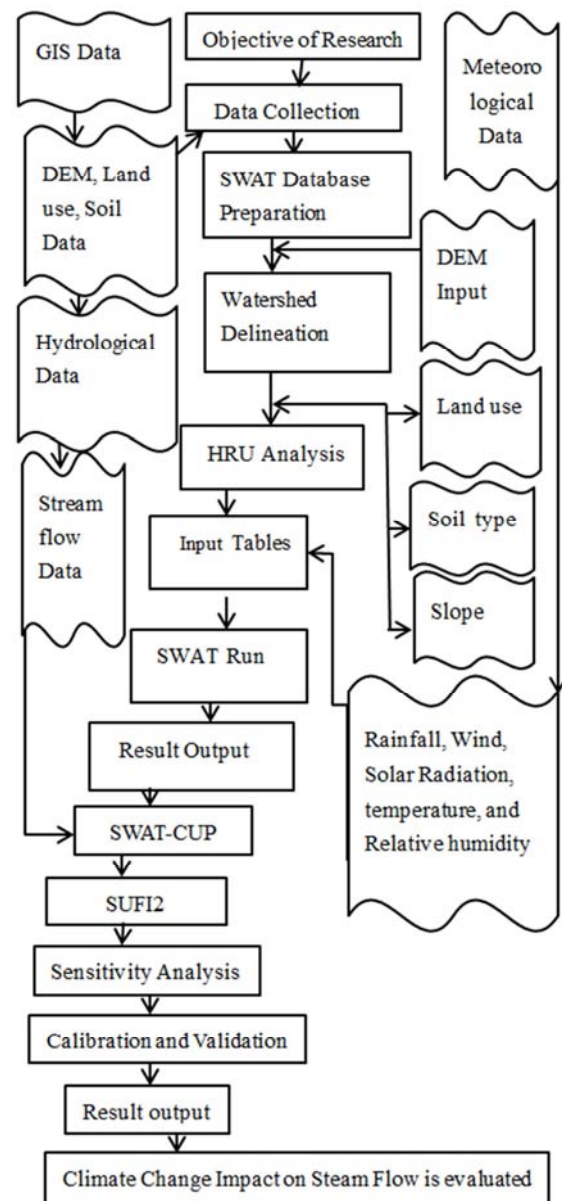 GIS Data
Objective of Research
Meteoro
logical
Data
Data Collection
DEM, Land
use, Soil
Data
SWAT Database
Preparation
DEM
Input
Watershed
Delineation
Hydrological
Data
Land use
HRU Analysis
Stream
flow
Data
Soil type
Input Tables
Slope
SWAT Run
Rainfall, Wind,
Solar Radiation,
temperature, and
Relative humidity
Result Output
SWAT-CUP
SUFI2
Sensitivity Analysis
Calibration and Validation
Result output
Climate Change Impact on Steam Flow is evaluated